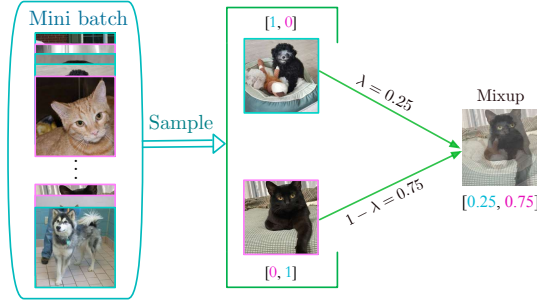 Mini batch
[1, 0]
Sample
λ = 0.25
Mixup
1 − λ = 0.75
[0.25, 0.75]
[0, 1]